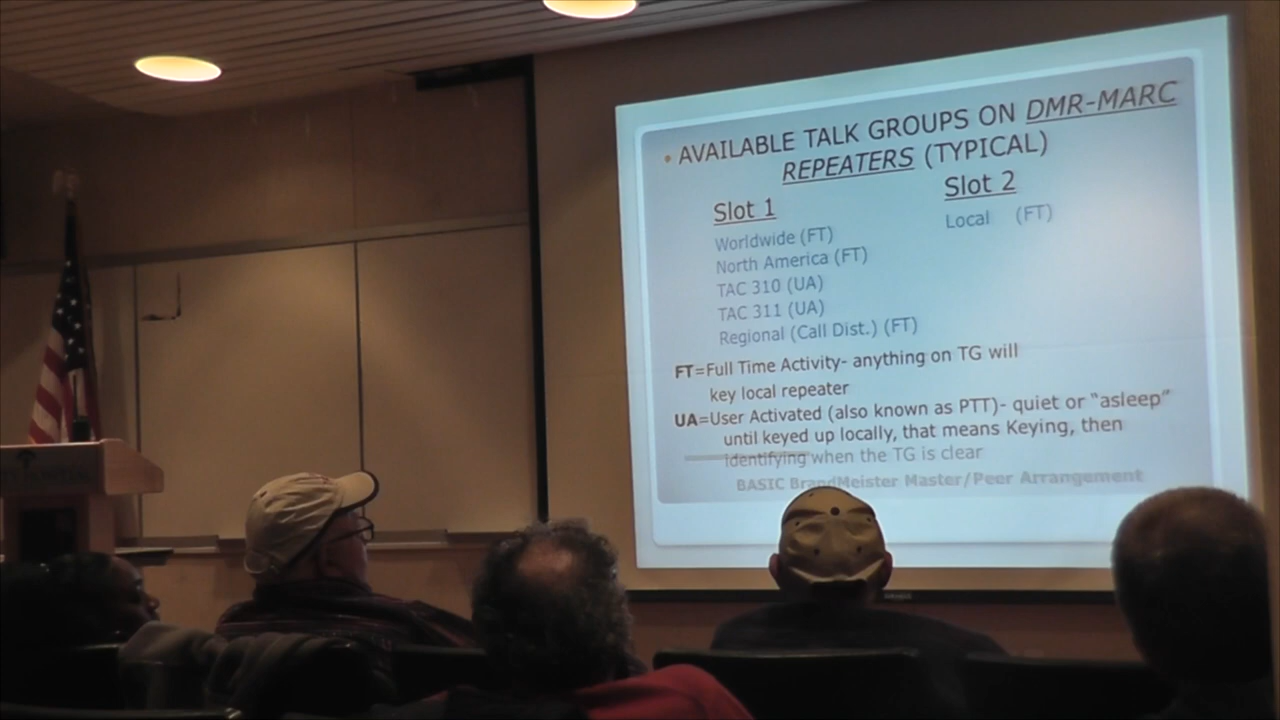 • AVAILABLE TALK GROUPS ON DMR-MARC
REPEATERS (TYPICAL)
Slot 1
Worldwide (FT)
North America (FT)
TAC 310 (UA)
TAC 311 (UA)
Regional (Call Dist.) (FT)
Slot 2
Local (FT)
FT=Full Time Activity- anything on TG will
key local repeater
UA=User Activated (also known as PTT)- quiet or “asleep”
until keyed up locally, that means Keying, then
identifying when the TG is clear
BASIC BrandMeister Master/Peer Arrangement